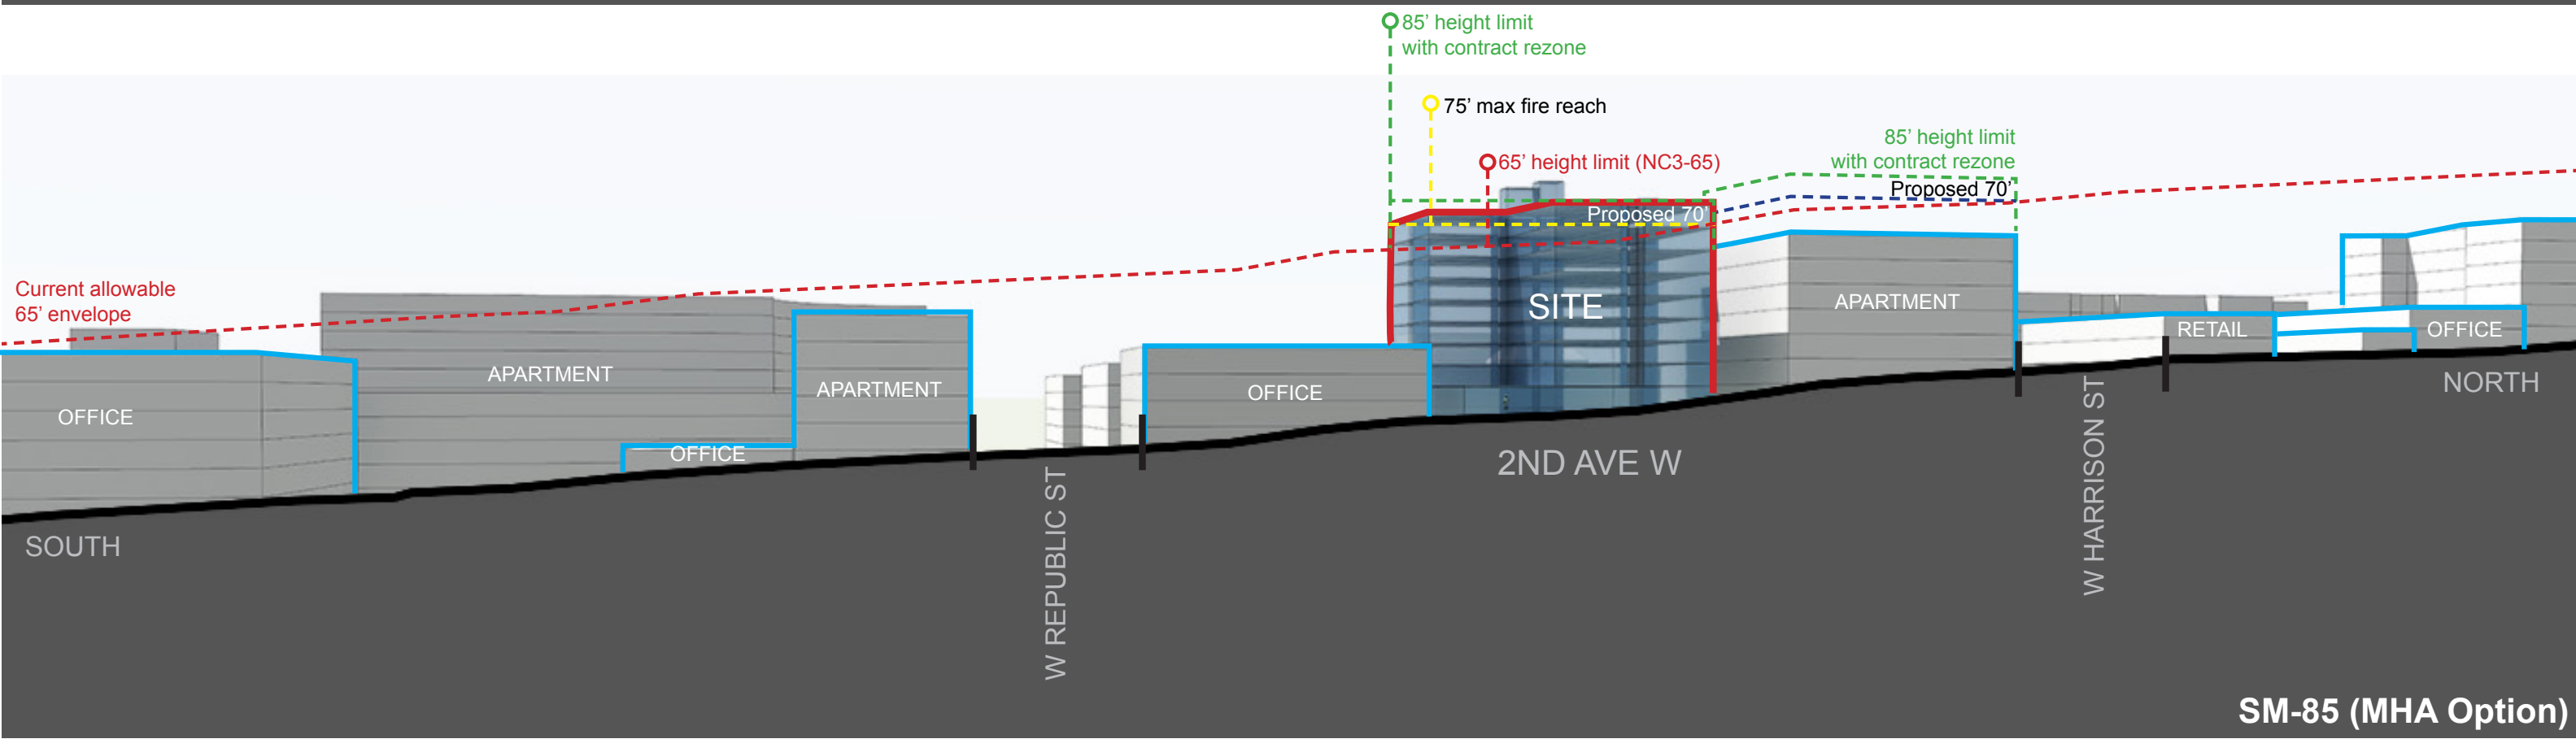 85’ height limit
with contract rezone
75’ max fire reach
65’ height limit (NC3-65)
85’ height limit
with contract rezone
Proposed 70’
Proposed 70’
Current allowable
65’ envelope
SITE
APARTMENT
RETAIL
OFFICE
APARTMENT
APARTMENT
OFFICE
OFFICE
OFFICE
NORTH
2ND AVE W
SOUTH
W REPUBLIC ST
W HARRISON ST
SM-85 (MHA Option)